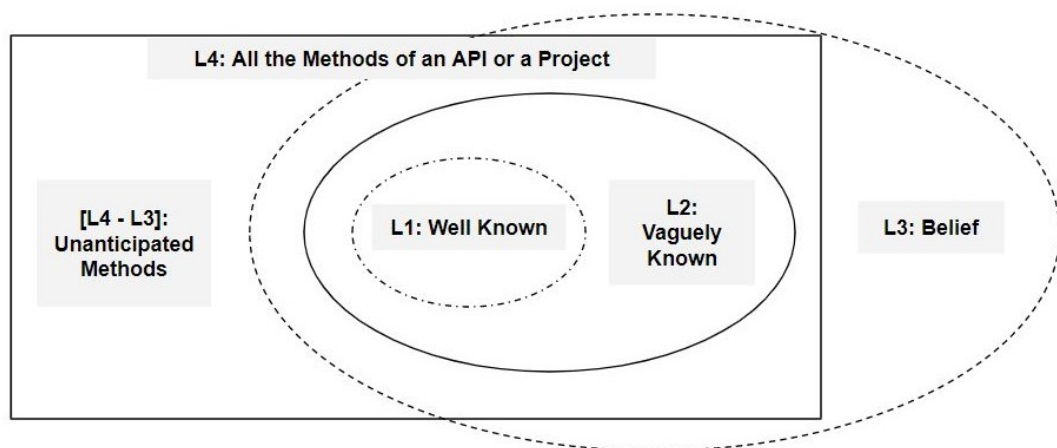 L4: All the Methods of an API or a Project
[L4 - L3]:
Unanticipated
Methods
L1: Well Known
L2:
Vaguely
Known
L3: Belief